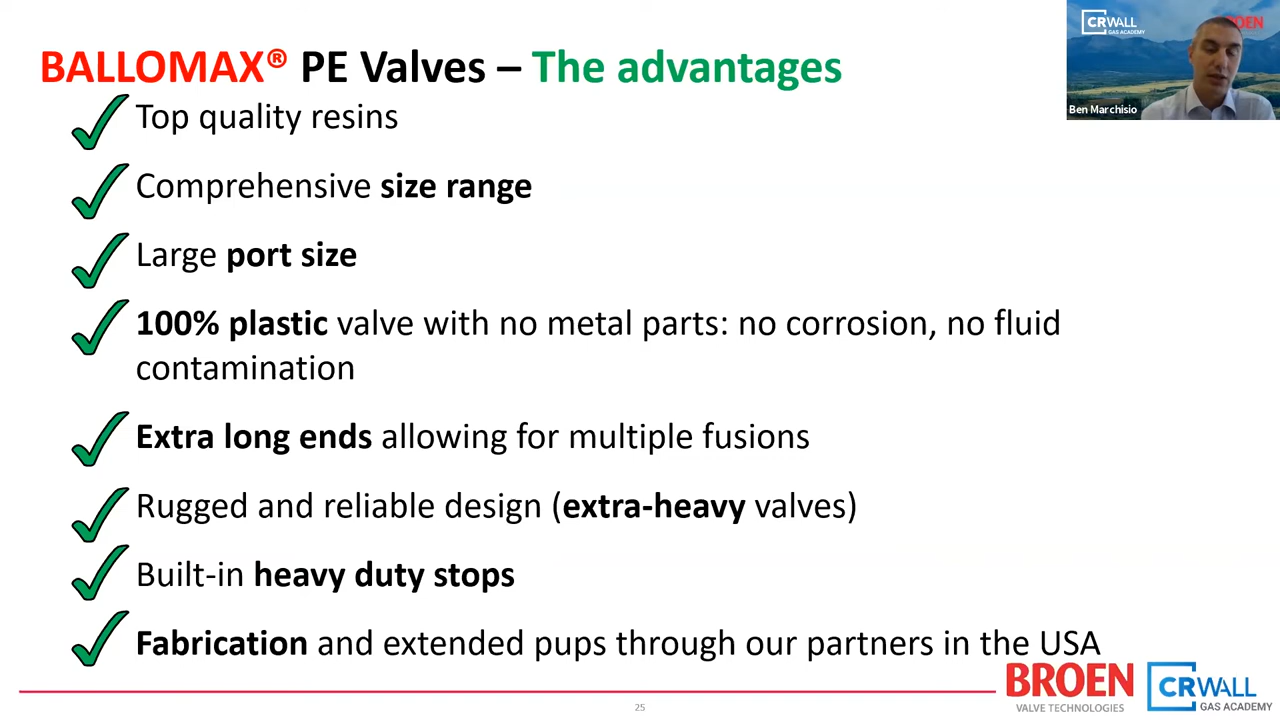 BALLOMAX® PE Valves – The advantages
Top quality resins
Comprehensive size range
Large port size
100% plastic valve with no metal parts: no corrosion, no fluid
contamination
Extra long ends allowing for multiple fusions
Rugged and reliable design (extra-heavy valves)
Built-in heavy duty stops
Fabrication and extended pups through our partners in the USA
CRWALL
GAS ACADEMY
Ben Marchisio
25
BROEN
VALVE TECHNOLOGIES
CRWALL
GAS ACADEMY